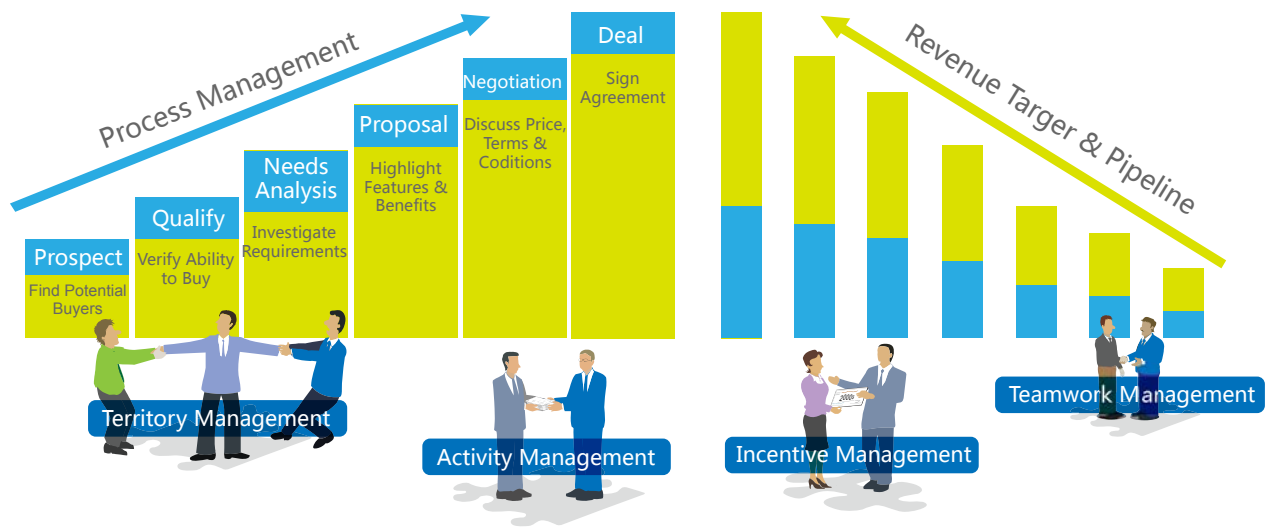 Process Management
Prospect
Find Potential
Buyers
Qualify
Verify Ability
to Buy
Needs
Analysis
Investigate
Requirements
Proposal
Highlight
Features &
Benefits
Negotiation
Discuss Price,
Terms &
Coditions
Deal
Sign
Agreement
Revenue Targer & Pipeline
Territory Management
Activity Management
Incentive Management
Teamwork Management